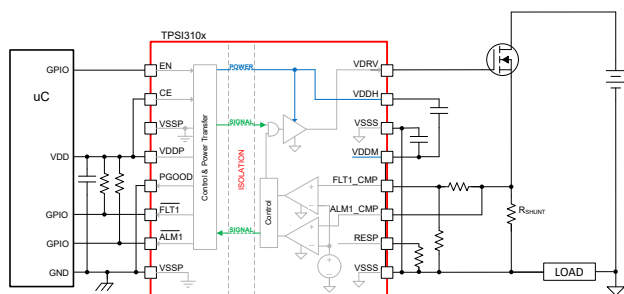 TPSI310x
uC
GPIO
VDD
GPIO
GPIO
GND
EN
CE
VSSP
VDDP
PGOOD
FLT1
ALM1
VSSP
Control & Power Transfer
POWER
SIGNAL
ISOLATION
SIGNAL
Control
VDRV
VDDH
VSSS
VDDM
FLT1_CMP
ALM1_CMP
RESP
VSSS
RSHUNT
LOAD